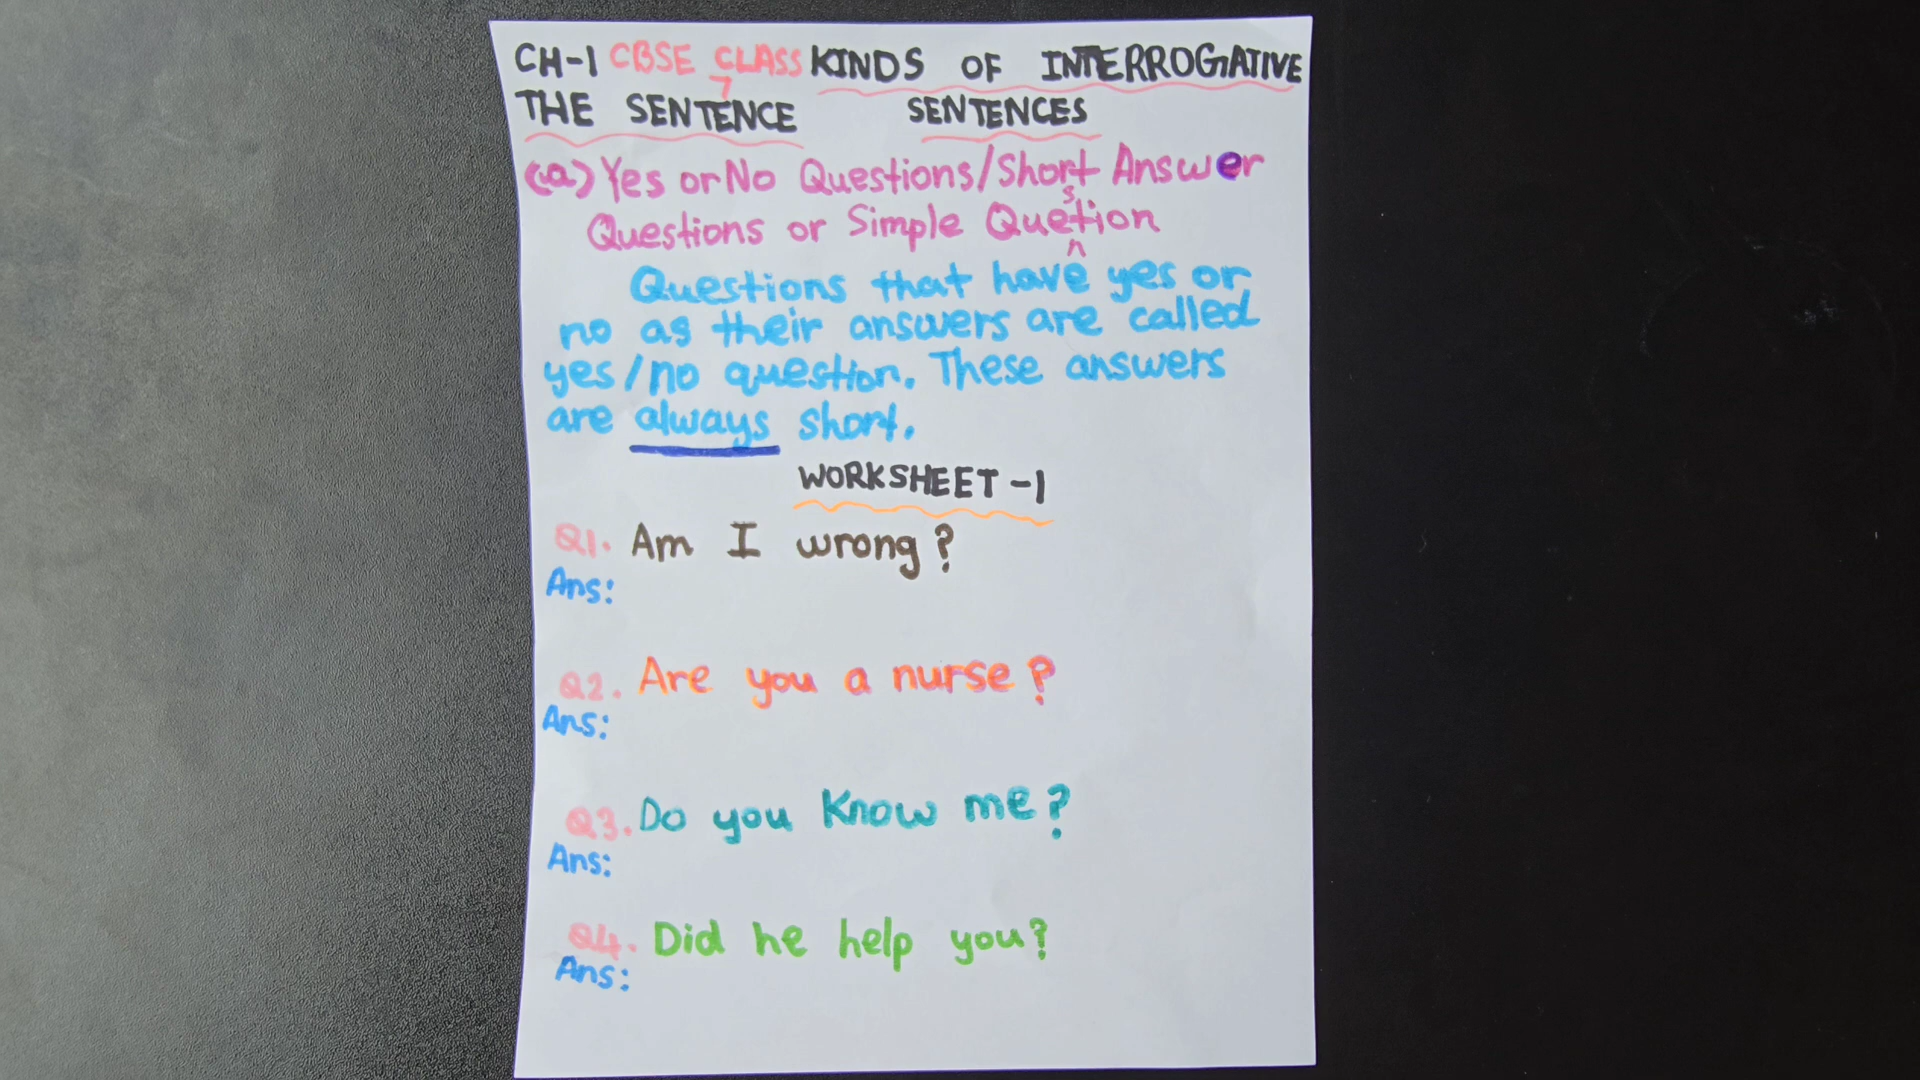 CH-1 CBSE CLASS 7 KINDS OF INTERROGATIVE
THE SENTENCE SENTENCES
(a) Yes or No Questions/Short Answer
Questions or Simple Question
Questions that have yes or
no as their answers are called
yes/no question. These answers
are always short.
WORKSHEET-1
Q1. Am I wrong?
Ans:
Q2. Are you a nurse?
Ans:
Q3. Do you Know me?
Ans:
Q4. Did he help you?
Ans: